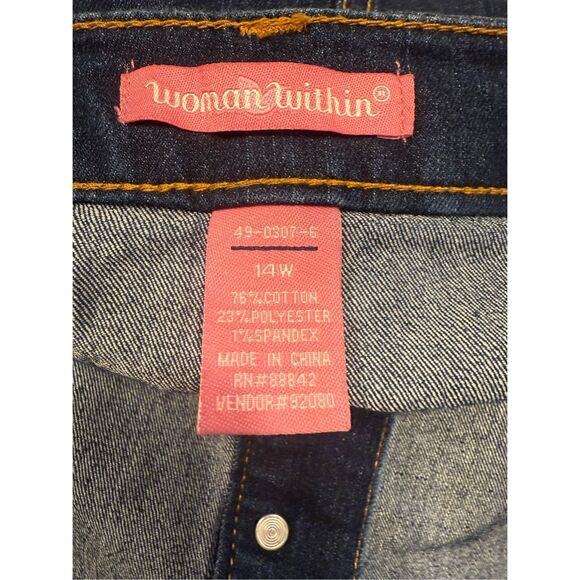 Woman Within®
49-0307-6
14W
76%COTTON
23%POLYESTER
1%SPANDEX
MADE IN CHINA
RN#88842
VENDOR#92080